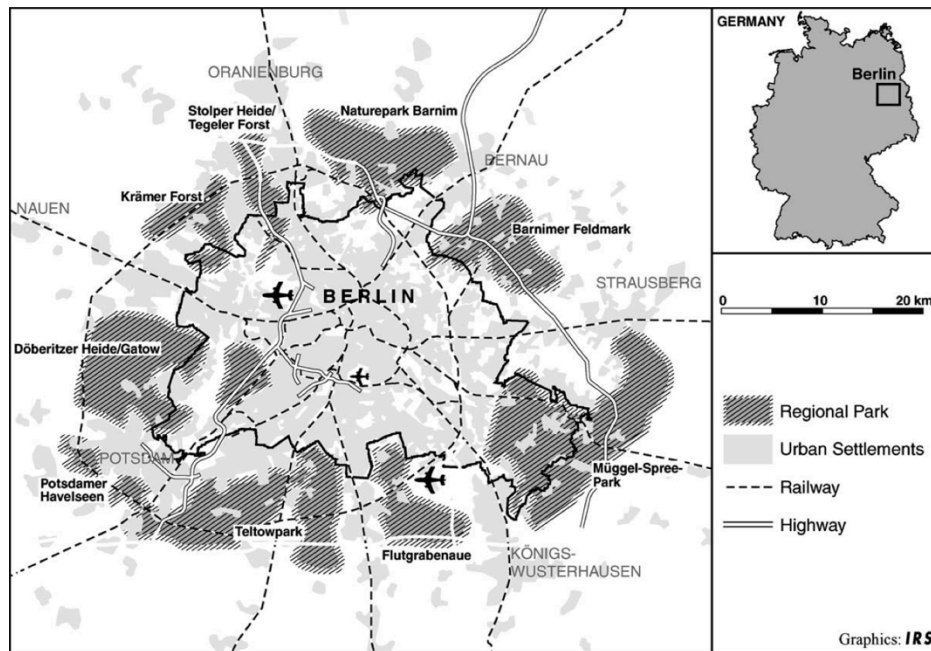 ORANIENBURG
Stolper Heide/
Tegeler Forst
Naturepark Barnim
BERNAU
Krämer Forst
NAUEN
Barnimer Feldmark
STRAUSBERG
BERLIN
Döberitzer Heide/Gatow
POTSDAM
Potsdamer
Havelseen
Müggel-Spree-
Park
Teltowpark
Flutgrabenaue
KÖNIGS-
WUSTERHAUSEN
GERMANY
Berlin
0 10 20 km
Regional Park
Urban Settlements
Railway
Highway
Graphics: IRS